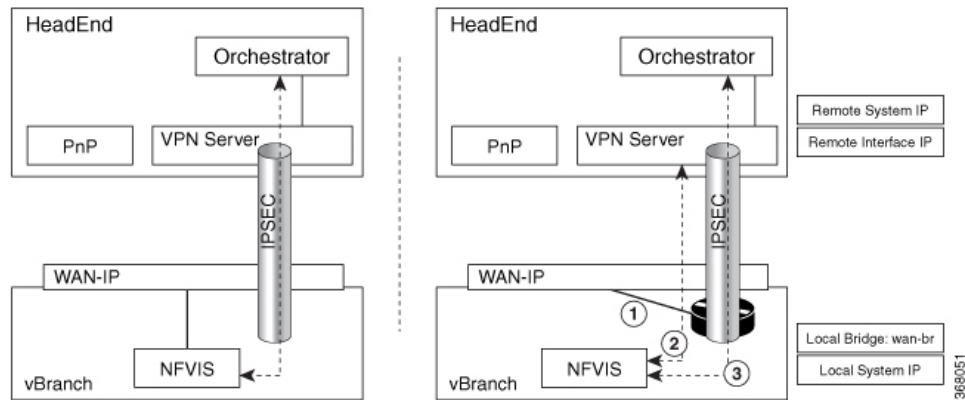 HeadEnd
Orchestrator
PnP
VPN Server
IPSEC
WAN-IP
NFVIS
vBranch
HeadEnd
Orchestrator
PnP
VPN Server
IPSEC
WAN-IP
1
2
3
NFVIS
vBranch
Remote System IP
Remote Interface IP
Local Bridge: wan-br
Local System IP
368051